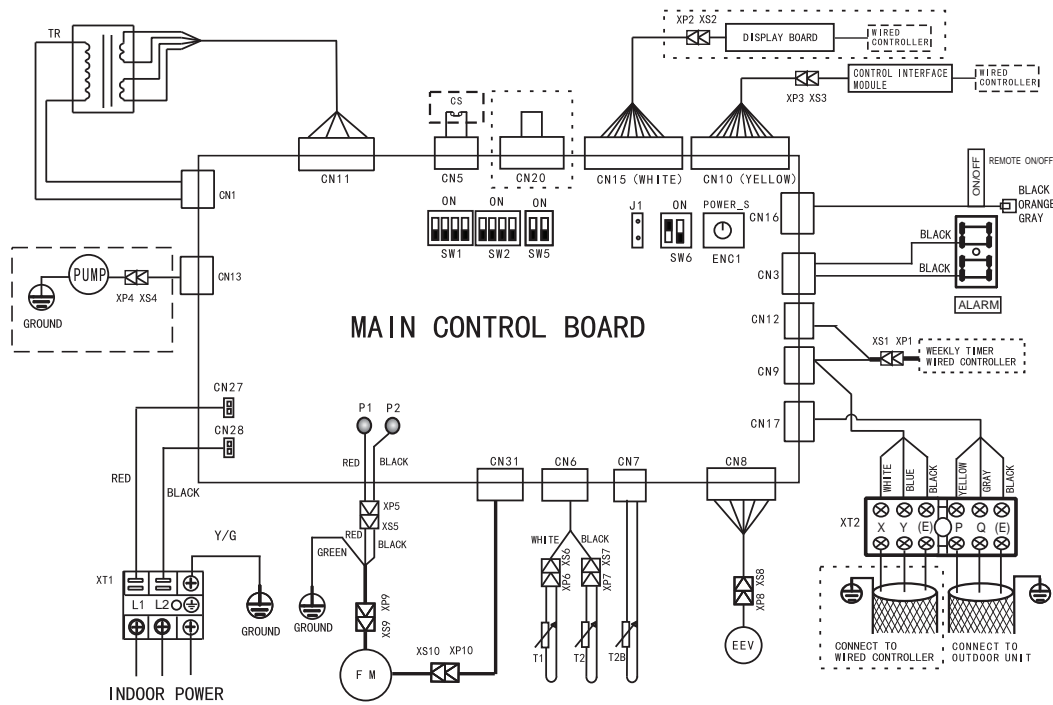 TR
XP2 XS2
DISPLAY BOARD
WIRED
CONTROLLER
XP3 XS3
CONTROL INTERFACE
MODULE
WIRED
CONTROLLER
CS
CN11
CN5
CN20
CN15 (WHITE)
CN10 (YELLOW)
CN1
ON
SW1
ON
SW2
ON
SW5
J1
ON
SW6
POWER_S
ENC1
CN16
ON/OFF
REMOTE ON/OFF
BLACK
ORANGE
GRAY
PUMP
XP4 XS4
GROUND
CN13
CN3
BLACK
BLACK
ALARM
MAIN CONTROL BOARD
CN12
CN9
XS1 XP1
WEEKLY TIMER
WIRED CONTROLLER
CN17
CN27
CN28
RED
BLACK
P1
P2
RED
BLACK
XP5
XS5
RED
BLACK
GREEN
GROUND
XP9
XS9
F M
XS10 XP10
CN31
CN6
WHITE
BLACK
XS6
XP6
XS7
XP7
T1
T2
CN7
T2B
CN8
XS8
XP8
EEV
WHITE
BLUE
BLACK
YELLOW
GRAY
BLACK
XT2
X
Y
(E)
P
Q
(E)
CONNECT TO
WIRED CONTROLLER
CONNECT TO
OUTDOOR UNIT
Y/G
GROUND
XT1
L1
L2
INDOOR POWER